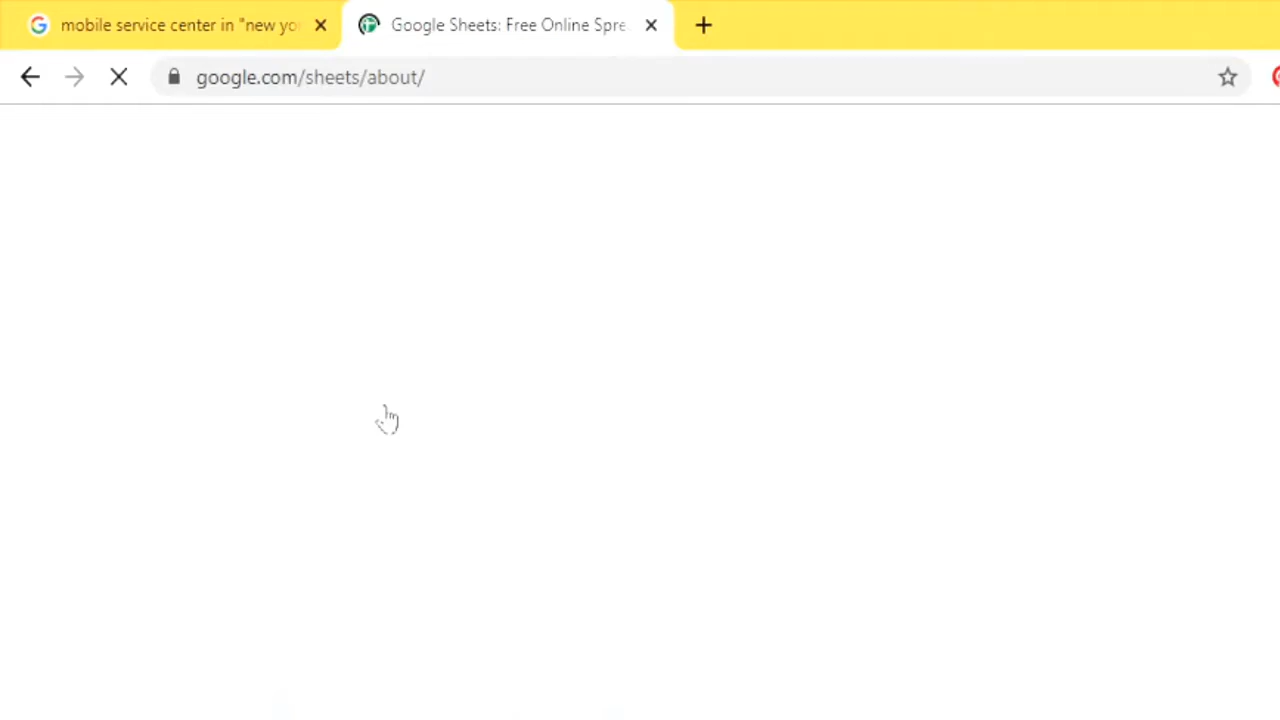 mobile service center in "new yo
Google Sheets: Free Online Spre
google.com/sheets/about/